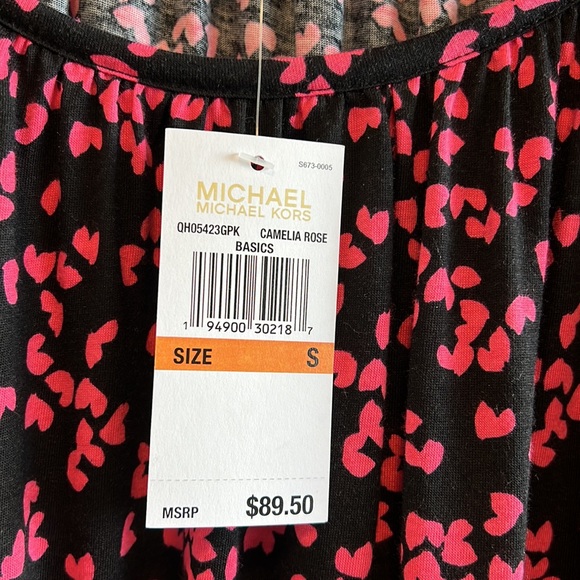 S673-0005
MICHAEL
MICHAEL KORS
QH05423GPK CAMELIA ROSE
BASICS
1 94900 30218 7
SIZE S
MSRP $89.50